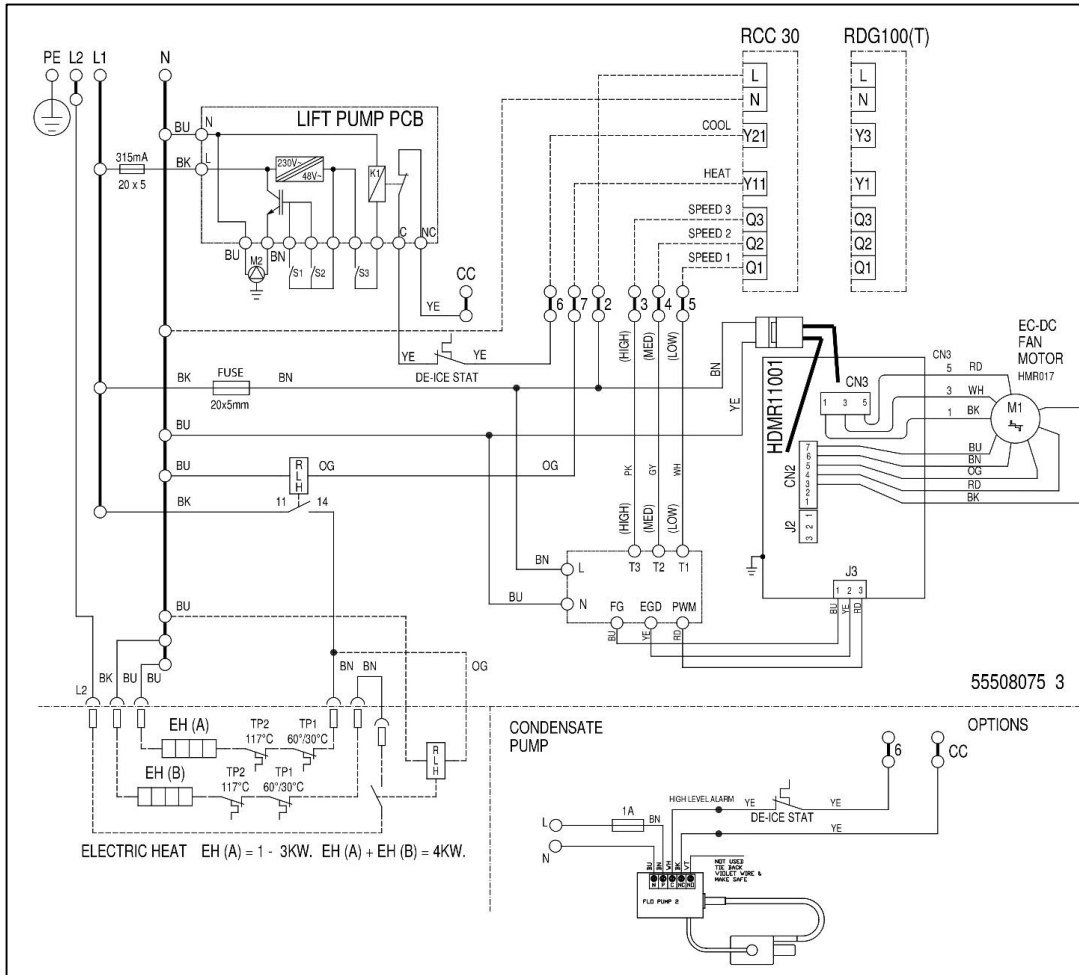 RCC 30 RDG100(T)
PE L2 L1 N
L L
N N
COOL Y21 Y3
HEAT Y11 Y1
SPEED 3 Q3 Q3
SPEED 2 Q2 Q2
SPEED 1 Q1 Q1
LIFT PUMP PCB
BU N
BK L
315mA
20 x 5
230V~
48V~
K1
C NC
BU BN
M2
S1 S2 S3
CC
YE
6 7 2 3 4 5
YE YE
DE-ICE STAT
(HIGH) (MED) (LOW)
BN
YE
BK FUSE BN
20x5mm
BU
BU RLH OG OG
BK 11 14
PK GY WH
(HIGH) (MED) (LOW)
HDMR11001
EC-DC
FAN
MOTOR
HMR017
CN3
5 RD
3 WH
1 BK
CN3
1 3 5
M1
BU
BN
OG
RD
BK
CN2
7
6
5
4
3
2
1
J2
3 2 1
BN L T3 T2 T1
BU N FG EGD PWM
BU YE RD
J3
1 2 3
BU YE RD
BU
BK BU BU
BN BN OG
L2
55508075 3
EH (A) TP2 TP1
117°C 60°/30°C
RLH
EH (B) TP2 TP1
117°C 60°/30°C
ELECTRIC HEAT EH (A) = 1 - 3KW. EH (A) + EH (B) = 4KW.
CONDENSATE
PUMP
OPTIONS
6 CC
HIGH LEVEL ALARM YE YE
DE-ICE STAT
YE
L 1A BN
N
BU BN WH BK VT
N P C NC NO
NOT USED
TIE BACK
VIOLET WIRE &
MAKE SAFE
FLO PUMP 2